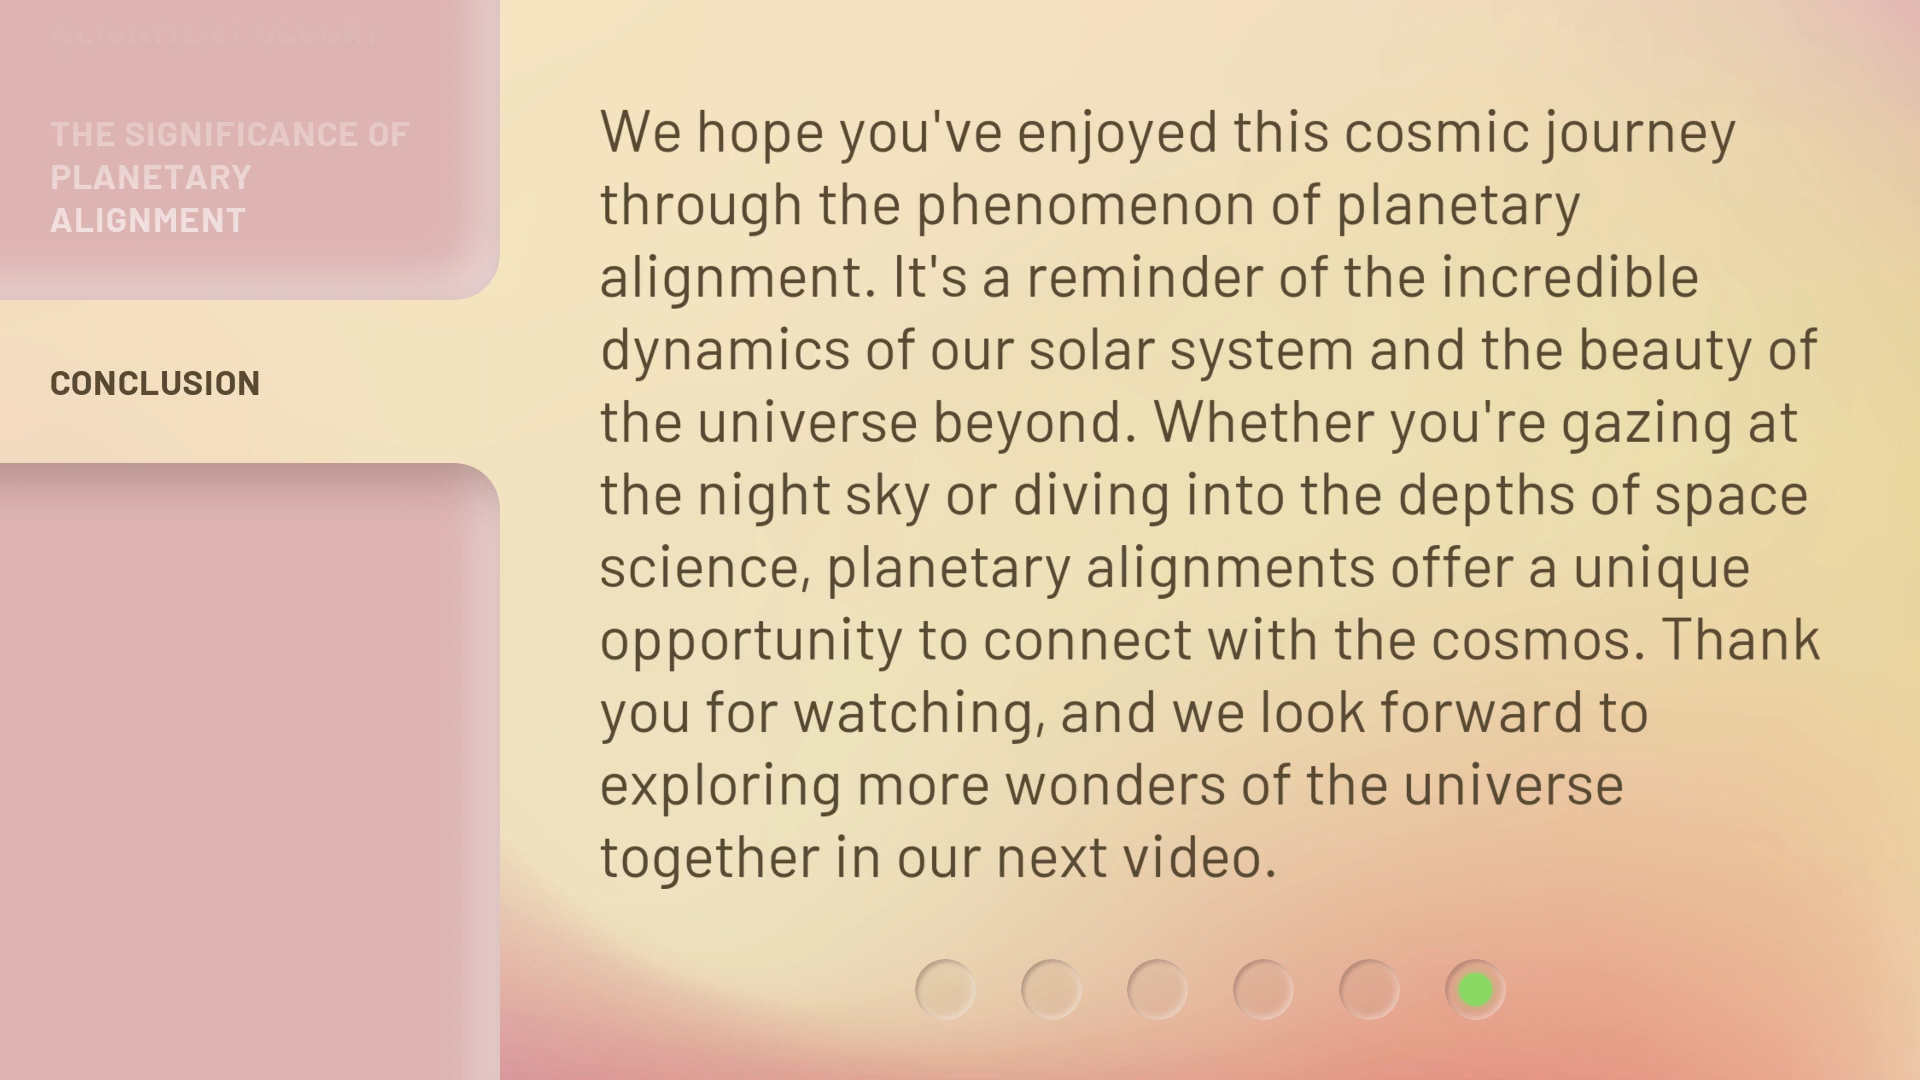 ALIGNMENT OCCUR?
THE SIGNIFICANCE OF
PLANETARY
ALIGNMENT
CONCLUSION
We hope you've enjoyed this cosmic journey
through the phenomenon of planetary
alignment. It's a reminder of the incredible
dynamics of our solar system and the beauty of
the universe beyond. Whether you're gazing at
the night sky or diving into the depths of space
science, planetary alignments offer a unique
opportunity to connect with the cosmos. Thank
you for watching, and we look forward to
exploring more wonders of the universe
together in our next video.